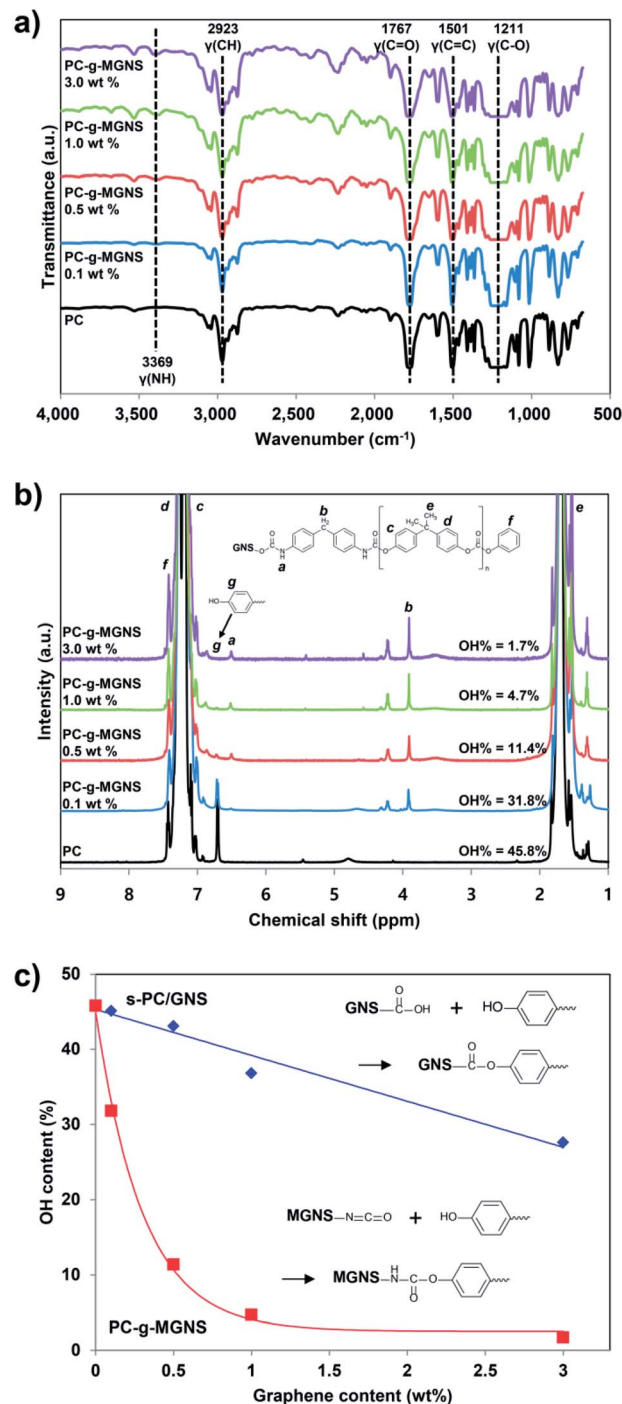 a)
2923
γ(CH)
1767
γ(C=O)
1501
γ(C=C)
1211
γ(C-O)
PC-g-MGNS
3.0 wt %
PC-g-MGNS
1.0 wt %
PC-g-MGNS
0.5 wt %
PC-g-MGNS
0.1 wt %
PC
3369
γ(NH)
Transmittance (a.u.)
4,000 3,500 3,000 2,500 2,000 1,500 1,000 500
Wavenumber (cm⁻¹)
b)
d c
e
f
GNS O C O N H a b CH₂ N H C O O c CH₃ CH₃ e d O C O O n f
g
HO
g a
b
PC-g-MGNS
3.0 wt %
OH% = 1.7%
PC-g-MGNS
1.0 wt %
OH% = 4.7%
PC-g-MGNS
0.5 wt %
OH% = 11.4%
PC-g-MGNS
0.1 wt %
OH% = 31.8%
PC
OH% = 45.8%
Intensity (a.u.)
9 8 7 6 5 4 3 2 1
Chemical shift (ppm)
c)
s-PC/GNS
O
GNS C OH + HO
O
GNS C O
MGNS N=C=O + HO
H
MGNS N C O
O
PC-g-MGNS
OH content (%)
50
40
30
20
10
0
0 0.5 1.0 1.5 2.0 2.5 3.0
Graphene content (wt%)